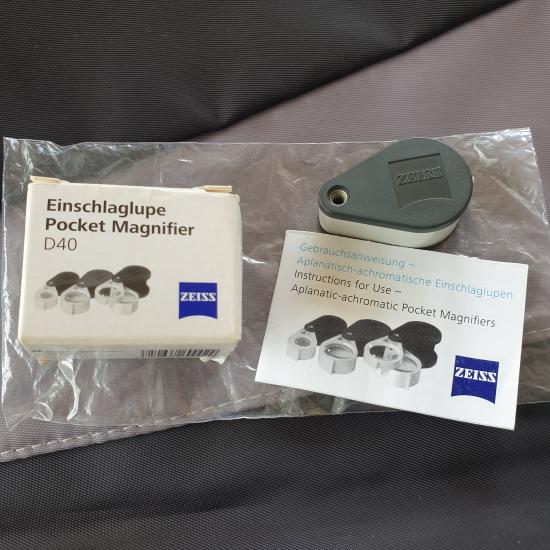 Einschlaglupe
Pocket Magnifier
D40
ZEISS
ZEISS
Gebrauchsanweisung –
Aplanatisch-achromatische Einschlaglupen
Instructions for Use –
Aplanatic-achromatic Pocket Magnifiers
ZEISS